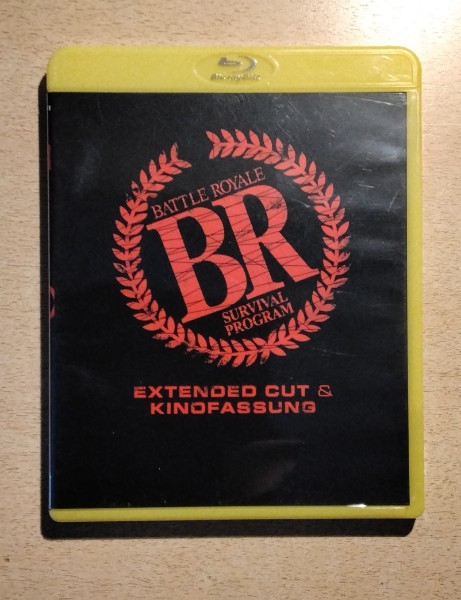 Blu-ray Disc
BATTLE ROYALE
BR
SURVIVAL
PROGRAM
EXTENDED CUT &
KINOFASSUNG